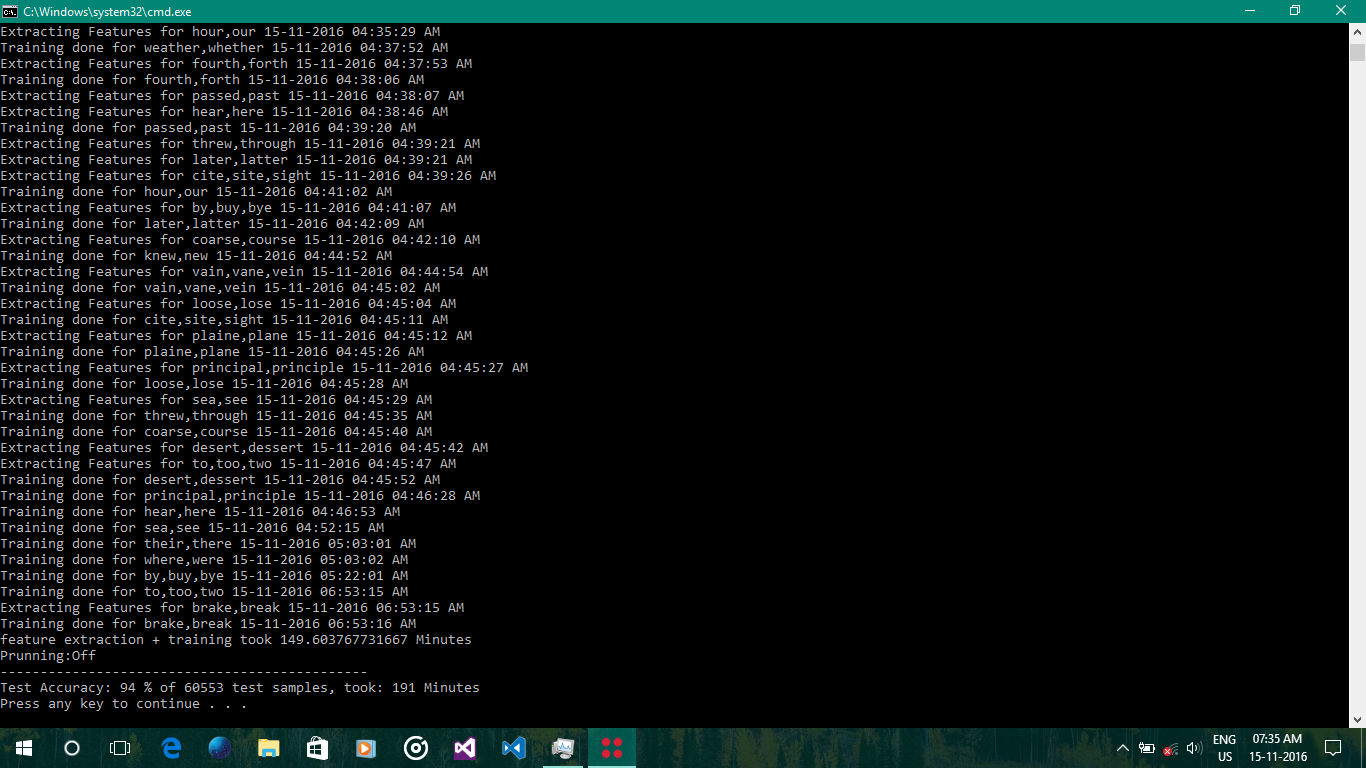 C:\Windows\system32\cmd.exe
Extracting Features for hour,our 15-11-2016 04:35:29 AM
Training done for weather,whether 15-11-2016 04:37:52 AM
Extracting Features for fourth,forth 15-11-2016 04:37:53 AM
Training done for fourth,forth 15-11-2016 04:38:06 AM
Extracting Features for passed,past 15-11-2016 04:38:07 AM
Extracting Features for hear,here 15-11-2016 04:38:46 AM
Training done for passed,past 15-11-2016 04:39:20 AM
Extracting Features for threw,through 15-11-2016 04:39:21 AM
Extracting Features for later,latter 15-11-2016 04:39:21 AM
Extracting Features for cite,site,sight 15-11-2016 04:39:26 AM
Training done for hour,our 15-11-2016 04:41:02 AM
Extracting Features for by,buy,bye 15-11-2016 04:41:07 AM
Training done for later,latter 15-11-2016 04:42:09 AM
Extracting Features for coarse,course 15-11-2016 04:42:10 AM
Training done for knew,new 15-11-2016 04:44:52 AM
Extracting Features for vain,vane,vein 15-11-2016 04:44:54 AM
Training done for vain,vane,vein 15-11-2016 04:45:02 AM
Extracting Features for loose,lose 15-11-2016 04:45:04 AM
Training done for cite,site,sight 15-11-2016 04:45:11 AM
Extracting Features for plaine,plane 15-11-2016 04:45:12 AM
Training done for plaine,plane 15-11-2016 04:45:26 AM
Extracting Features for principal,principle 15-11-2016 04:45:27 AM
Training done for loose,lose 15-11-2016 04:45:28 AM
Extracting Features for sea,see 15-11-2016 04:45:29 AM
Training done for threw,through 15-11-2016 04:45:35 AM
Training done for coarse,course 15-11-2016 04:45:40 AM
Extracting Features for desert,dessert 15-11-2016 04:45:42 AM
Extracting Features for to,too,two 15-11-2016 04:45:47 AM
Training done for desert,dessert 15-11-2016 04:45:52 AM
Training done for principal,principle 15-11-2016 04:46:28 AM
Training done for hear,here 15-11-2016 04:46:53 AM
Training done for sea,see 15-11-2016 04:52:15 AM
Training done for their,there 15-11-2016 05:03:01 AM
Training done for where,were 15-11-2016 05:03:02 AM
Training done for by,buy,bye 15-11-2016 05:22:01 AM
Training done for to,too,two 15-11-2016 06:53:15 AM
Extracting Features for brake,break 15-11-2016 06:53:15 AM
Training done for brake,break 15-11-2016 06:53:16 AM
feature extraction + training took 149.603767731667 Minutes
Prunning:Off
----------------------------------------------
Test Accuracy: 94 % of 60553 test samples, took: 191 Minutes
Press any key to continue . . .
ENG
US
07:35 AM
15-11-2016